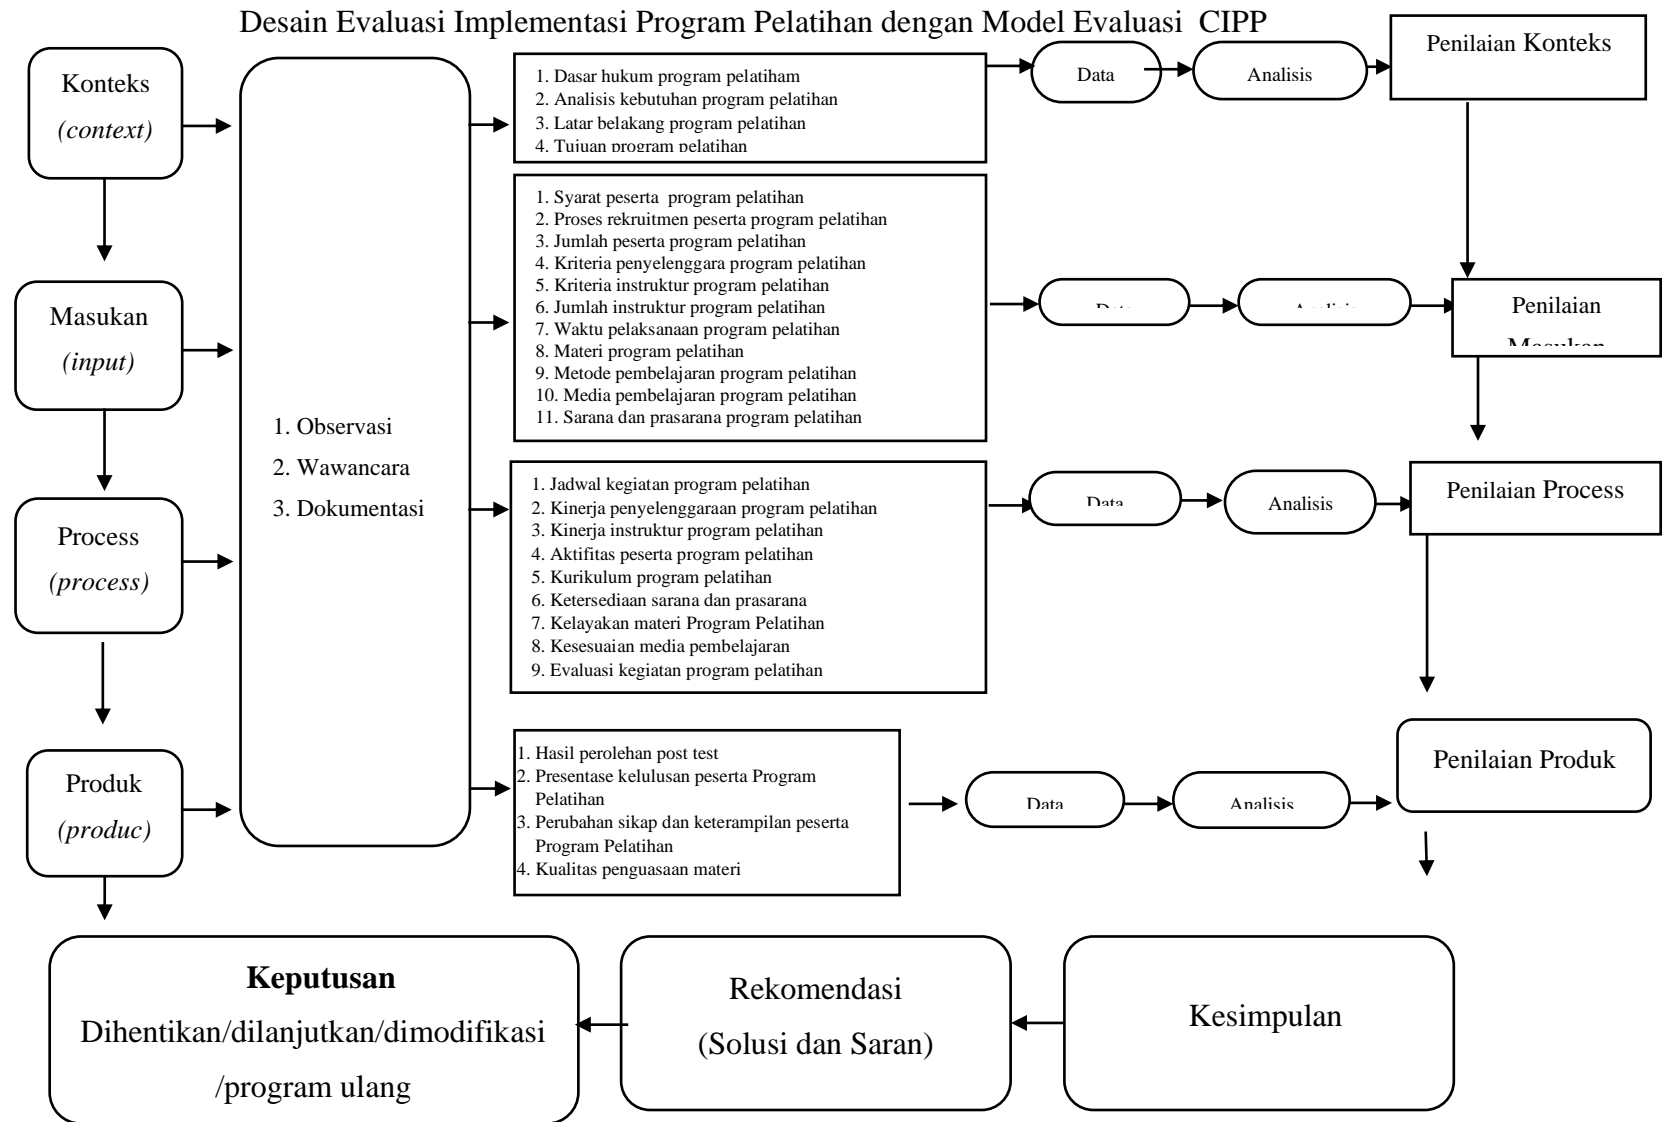 Desain Evaluasi Implementasi Program Pelatihan dengan Model Evaluasi CIPP
Konteks
(context)
Masukan
(input)
Process
(process)
Produk
(produc)
1. Observasi
2. Wawancara
3. Dokumentasi
1. Dasar hukum program pelatiham
2. Analisis kebutuhan program pelatihan
3. Latar belakang program pelatihan
4. Tujuan program pelatihan
Data
Analisis
Penilaian Konteks
1. Syarat peserta program pelatihan
2. Proses rekruitmen peserta program pelatihan
3. Jumlah peserta program pelatihan
4. Kriteria penyelenggara program pelatihan
5. Kriteria instruktur program pelatihan
6. Jumlah instruktur program pelatihan
7. Waktu pelaksanaan program pelatihan
8. Materi program pelatihan
9. Metode pembelajaran program pelatihan
10. Media pembelajaran program pelatihan
11. Sarana dan prasarana program pelatihan
Data
Analisis
Penilaian
Masukan
1. Jadwal kegiatan program pelatihan
2. Kinerja penyelenggaraan program pelatihan
3. Kinerja instruktur program pelatihan
4. Aktifitas peserta program pelatihan
5. Kurikulum program pelatihan
6. Ketersediaan sarana dan prasarana
7. Kelayakan materi Program Pelatihan
8. Kesesuaian media pembelajaran
9. Evaluasi kegiatan program pelatihan
Data
Analisis
Penilaian Process
1. Hasil perolehan post test
2. Presentase kelulusan peserta Program
Pelatihan
3. Perubahan sikap dan keterampilan peserta
Program Pelatihan
4. Kualitas penguasaan materi
Data
Analisis
Penilaian Produk
Keputusan
Dihentikan/dilanjutkan/dimodifikasi
/program ulang
Rekomendasi
(Solusi dan Saran)
Kesimpulan